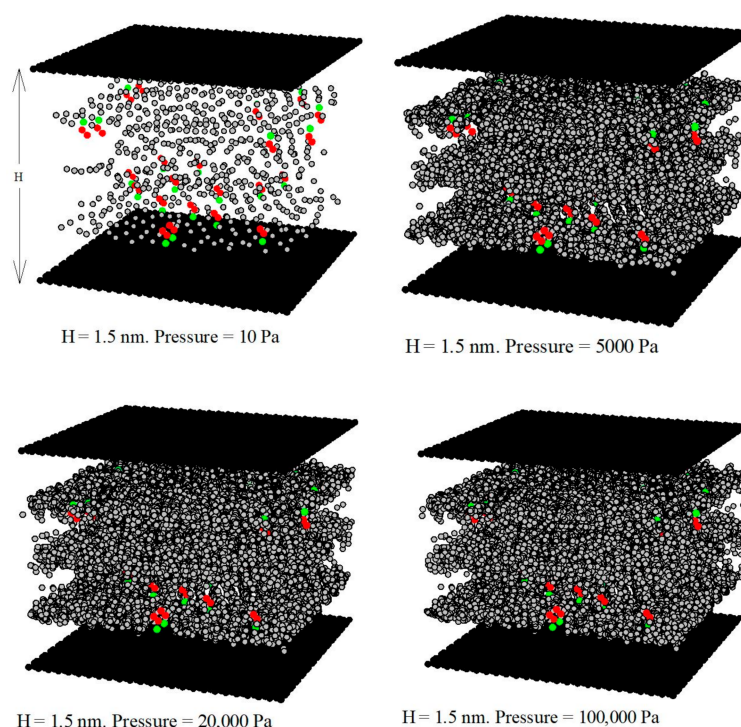 H
H = 1.5 nm. Pressure = 10 Pa
H = 1.5 nm. Pressure = 5000 Pa
H = 1.5 nm. Pressure = 20,000 Pa
H = 1.5 nm. Pressure = 100,000 Pa